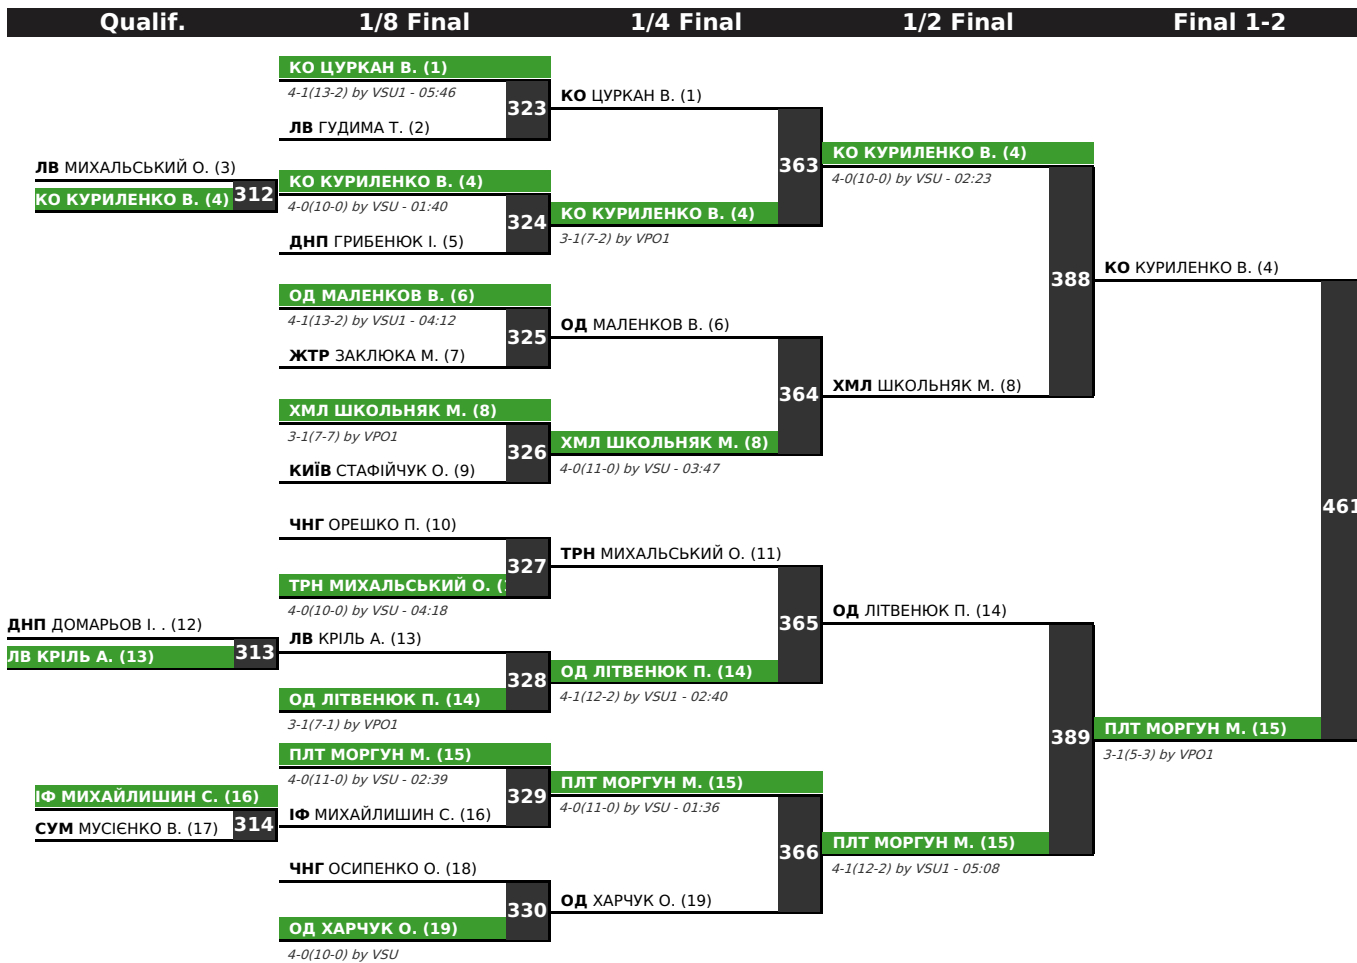 Qualif. 1/8 Final 1/4 Final 1/2 Final Final 1-2
ЛВ МИХАЛЬСЬКИЙ О. (3)
КО КУРИЛЕНКО В. (4) 312
ДНП ДОМАРЬОВ І. . (12)
ЛВ КРІЛЬ А. (13) 313
ІФ МИХАЙЛИШИН С. (16)
СУМ МУСІЄНКО В. (17) 314
КО ЦУРКАН В. (1)
4-1(13-2) by VSU1 - 05:46
323
ЛВ ГУДИМА Т. (2)
КО КУРИЛЕНКО В. (4)
4-0(10-0) by VSU - 01:40
324
ДНП ГРИБЕНЮК І. (5)
ОД МАЛЕНКОВ В. (6)
4-1(13-2) by VSU1 - 04:12
325
ЖТР ЗАКЛЮКА М. (7)
ХМЛ ШКОЛЬНЯК М. (8)
3-1(7-7) by VPO1
326
КИЇВ СТАФІЙЧУК О. (9)
ЧНГ ОРЕШКО П. (10)
327
ТРН МИХАЛЬСЬКИЙ О. (
4-0(10-0) by VSU - 04:18
ЛВ КРІЛЬ А. (13)
328
ОД ЛІТВЕНЮК П. (14)
3-1(7-1) by VPO1
ПЛТ МОРГУН М. (15)
4-0(11-0) by VSU - 02:39
329
ІФ МИХАЙЛИШИН С. (16)
ЧНГ ОСИПЕНКО О. (18)
330
ОД ХАРЧУК О. (19)
4-0(10-0) by VSU
КО ЦУРКАН В. (1)
363
КО КУРИЛЕНКО В. (4)
3-1(7-2) by VPO1
ОД МАЛЕНКОВ В. (6)
364
ХМЛ ШКОЛЬНЯК М. (8)
4-0(11-0) by VSU - 03:47
ТРН МИХАЛЬСЬКИЙ О. (11)
365
ОД ЛІТВЕНЮК П. (14)
4-1(12-2) by VSU1 - 02:40
ПЛТ МОРГУН М. (15)
4-0(11-0) by VSU - 01:36
366
ОД ХАРЧУК О. (19)
КО КУРИЛЕНКО В. (4)
4-0(10-0) by VSU - 02:23
388
ХМЛ ШКОЛЬНЯК М. (8)
ОД ЛІТВЕНЮК П. (14)
389
ПЛТ МОРГУН М. (15)
4-1(12-2) by VSU1 - 05:08
КО КУРИЛЕНКО В. (4)
461
ПЛТ МОРГУН М. (15)
3-1(5-3) by VPO1